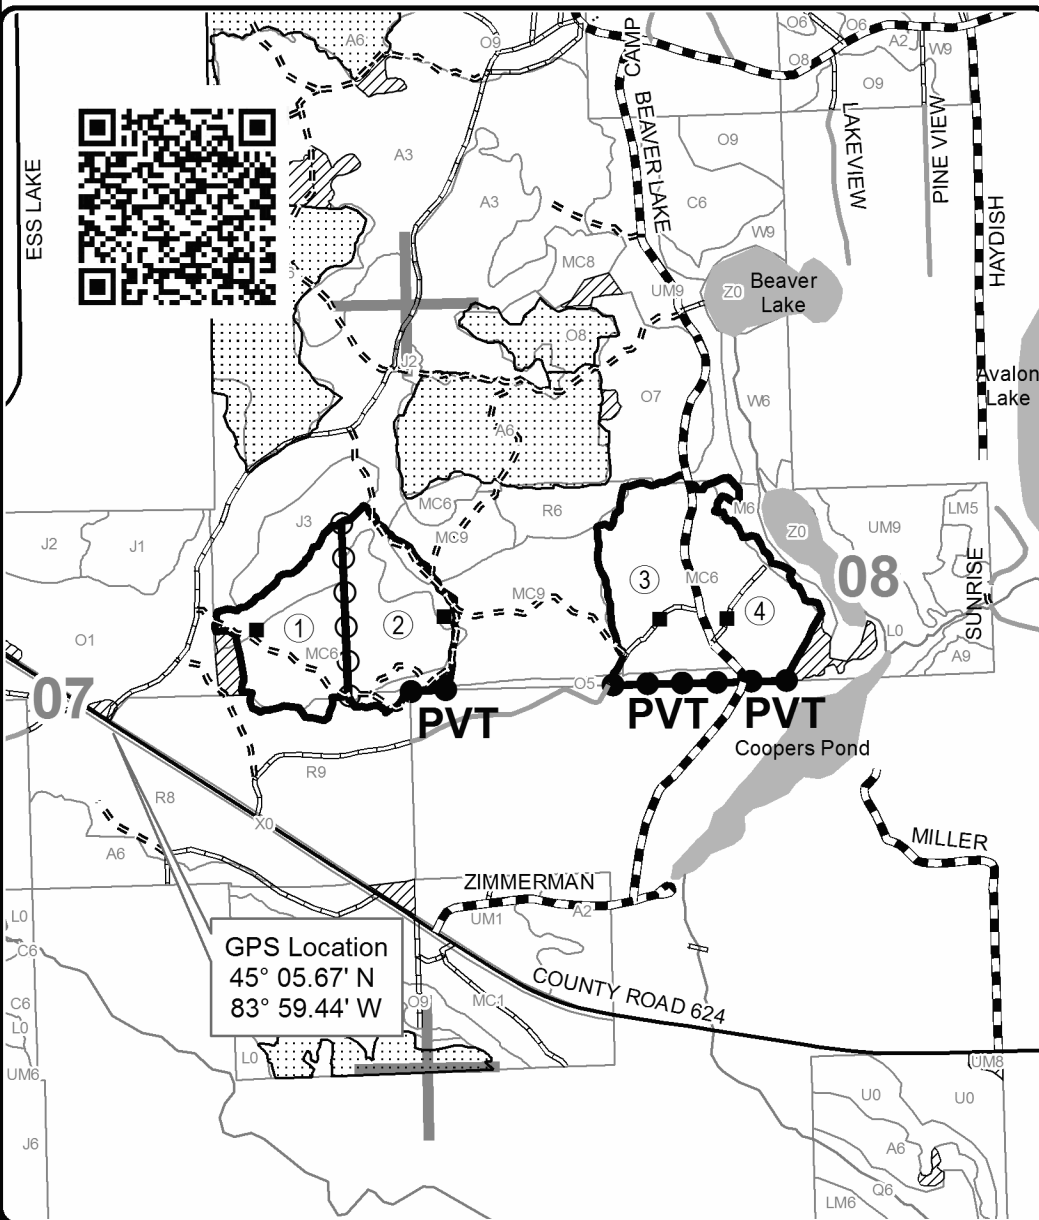 A6
O9
CAMP
O6
O6
A2
W9
O8
O9
BEAVER LAKE
LAKEVIEW
PINE VIEW
ESS LAKE
A3
O9
A3
C6
HAYDISH
W9
MC8
6
UM9
Z0
Beaver
Lake
O8
J2
Avalon
Lake
O7
W6
A6
MC6
R6
M6
J3
LM5
Z0
UM9
J2
J1
MC9
08
SUNRISE
3
MC6
4
MC9
O1
1
2
L0
MC6
A9
07
O5
PVT
PVT
PVT
Coopers Pond
R9
R8
X0
MILLER
A6
ZIMMERMAN
UM1
A2
L0
GPS Location
45° 05.67' N
83° 59.44' W
C6
COUNTY ROAD 624
C6
O9
MC1
L0
L0
UM6
UM8
U0
U0
J6
A6
Q6
LM6